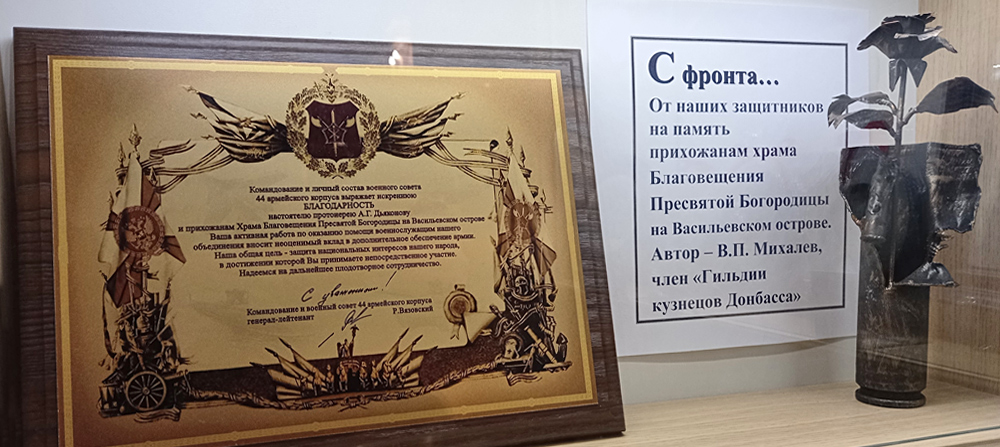 Командование и личный состав военного совета
44 армейского корпуса выражает искреннюю
БЛАГОДАРНОСТЬ
настоятелю протоиерею А.Г. Дьяконову
и прихожанам Храма Благовещения Пресвятой Богородицы на Васильевском острове
Ваша активная работа по оказанию помощи военнослужащим нашего
объединения вносит неоценимый вклад в дополнительное обеспечение армии.
Наша общая цель - защита национальных интересов нашего народа,
в достижении которой Вы принимаете непосредственное участие.
Надеемся на дальнейшее плодотворное сотрудничество.
С уважением!
Командование и военный совет 44 армейского корпуса
генерал-лейтенант Р.Вязовский
С фронта...
От наших защитников
на память
прихожанам храма
Благовещения
Пресвятой Богородицы
на Васильевском острове.
Автор – В.П. Михалев,
член «Гильдии
кузнецов Донбасса»